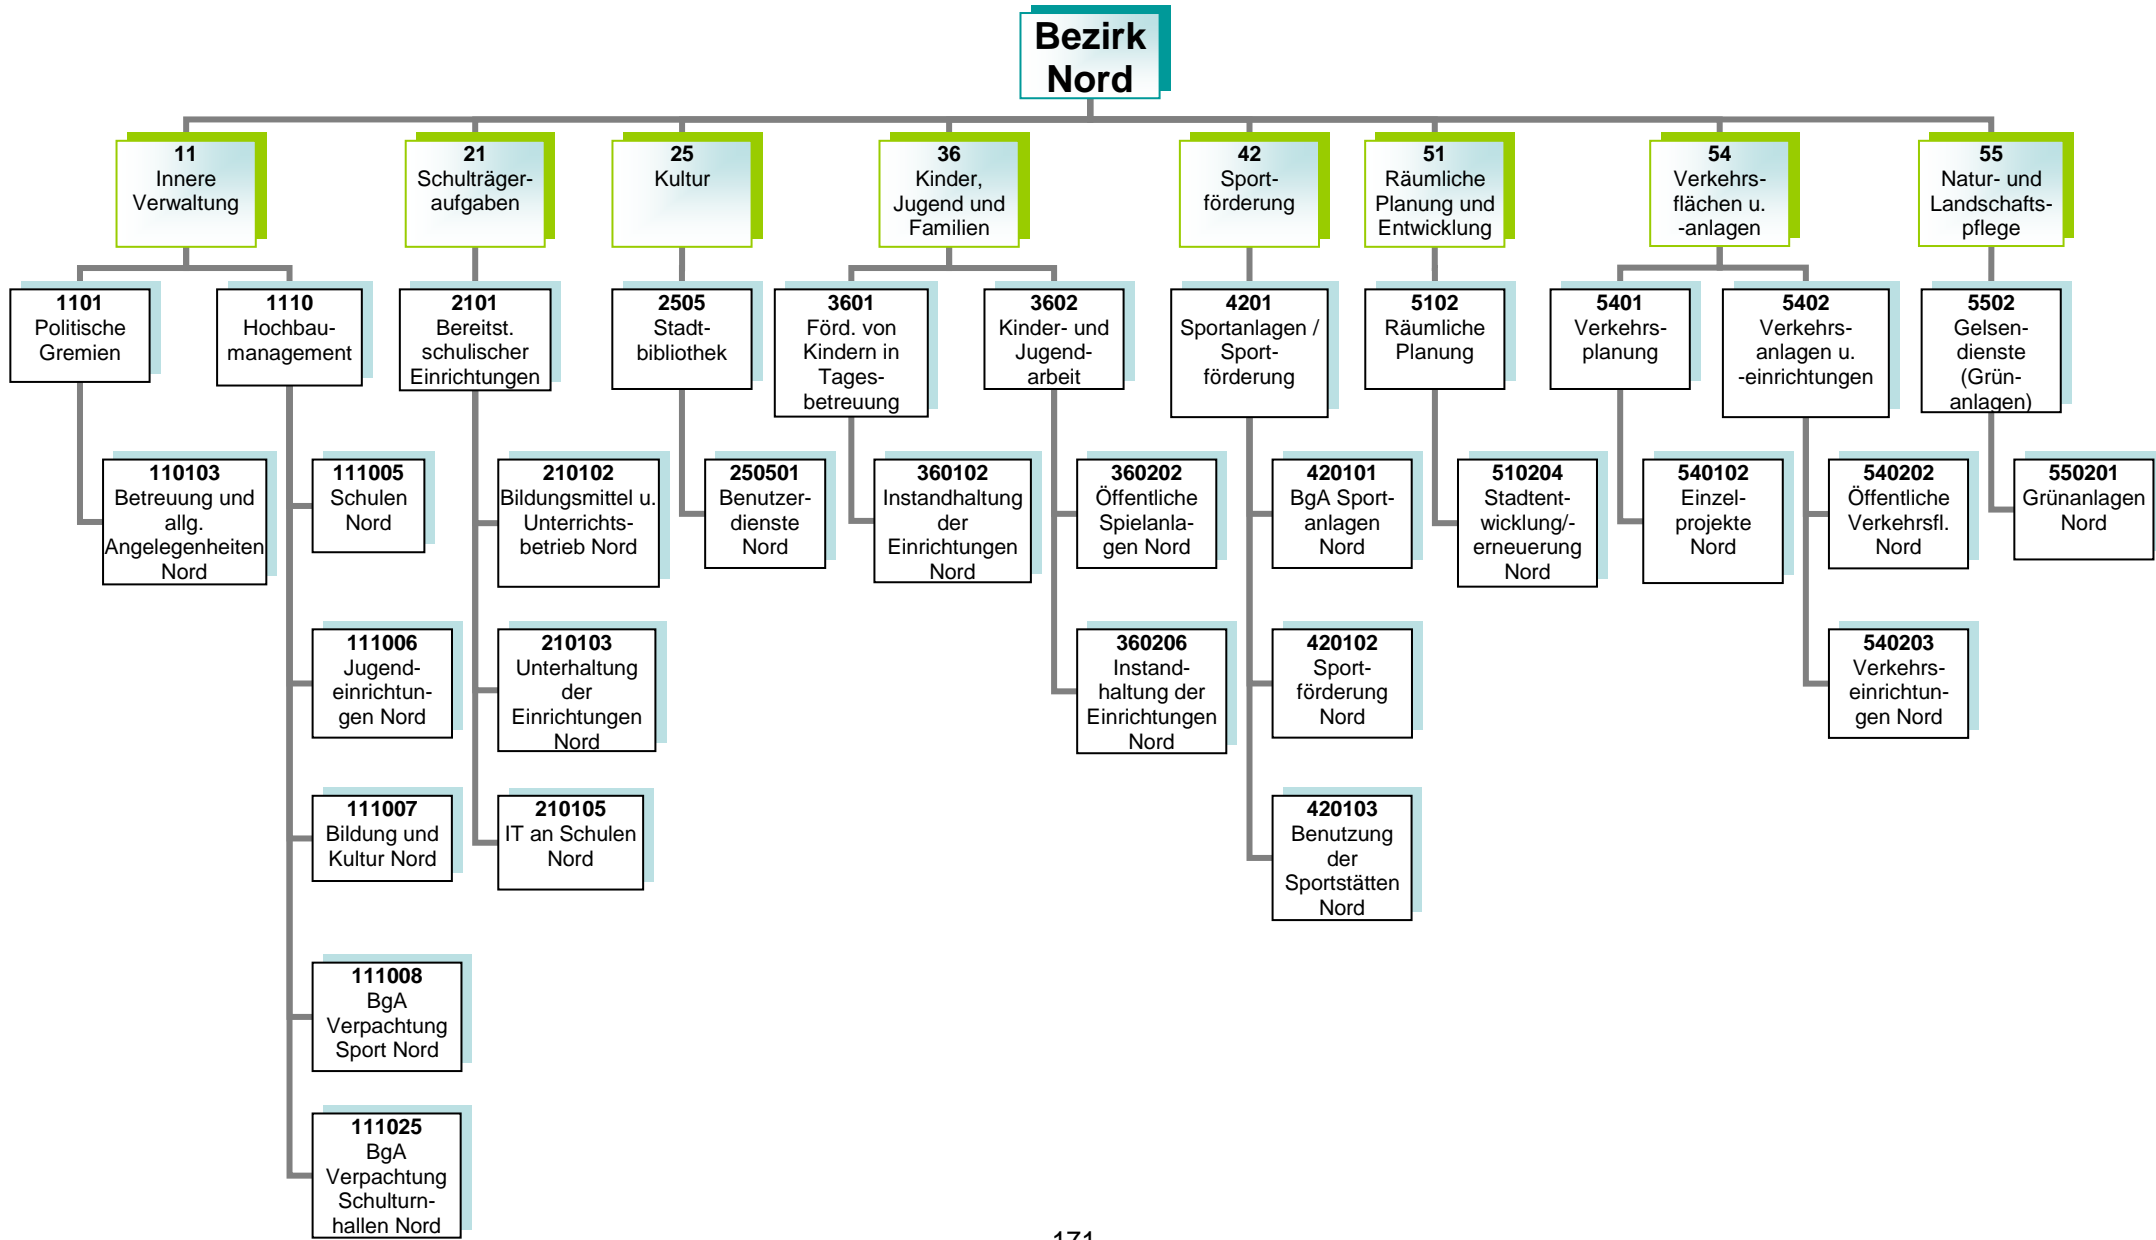 Bezirk
Nord
11
Innere
Verwaltung
21
Schulträger-
aufgaben
25
Kultur
36
Kinder,
Jugend und
Familien
42
Sport-
förderung
51
Räumliche
Planung und
Entwicklung
54
Verkehrs-
flächen u.
-anlagen
55
Natur- und
Landschafts-
pflege
1101
Politische
Gremien
1110
Hochbau-
management
2101
Bereitst.
schulischer
Einrichtungen
2505
Stadt-
bibliothek
3601
Förd. von
Kindern in
Tages-
betreuung
3602
Kinder- und
Jugend-
arbeit
4201
Sportanlagen /
Sport-
förderung
5102
Räumliche
Planung
5401
Verkehrs-
planung
5402
Verkehrs-
anlagen u.
-einrichtungen
5502
Gelsen-
dienste
(Grün-
anlagen)
110103
Betreuung und
allg.
Angelegenheiten
Nord
111005
Schulen
Nord
210102
Bildungsmittel u.
Unterrichts-
betrieb Nord
250501
Benutzer-
dienste
Nord
360102
Instandhaltung
der
Einrichtungen
Nord
360202
Öffentliche
Spielanla-
gen Nord
420101
BgA Sport-
anlagen
Nord
510204
Stadtent-
wicklung/-
erneuerung
Nord
540102
Einzel-
projekte
Nord
540202
Öffentliche
Verkehrsfl.
Nord
550201
Grünanlagen
Nord
111006
Jugend-
einrichtun-
gen Nord
210103
Unterhaltung
der
Einrichtungen
Nord
360206
Instand-
haltung der
Einrichtungen
Nord
420102
Sport-
förderung
Nord
540203
Verkehrs-
einrichtun-
gen Nord
111007
Bildung und
Kultur Nord
210105
IT an Schulen
Nord
420103
Benutzung
der
Sportstätten
Nord
111008
BgA
Verpachtung
Sport Nord
111025
BgA
Verpachtung
Schulturn-
hallen Nord
171